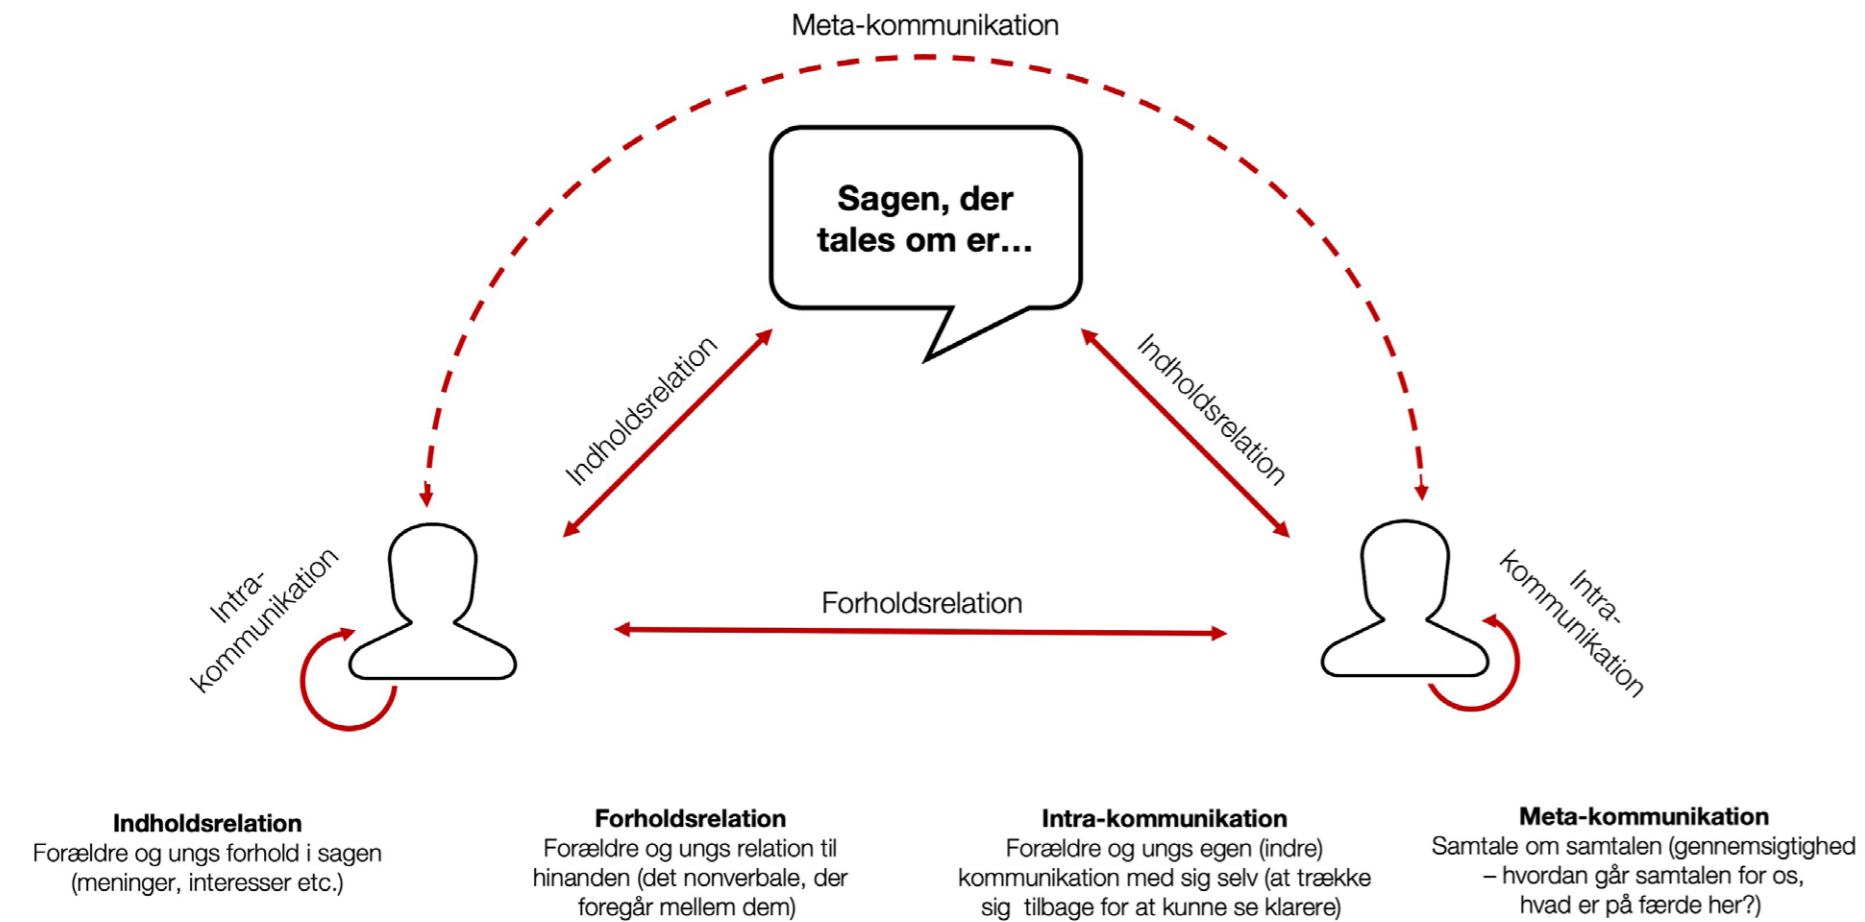 Meta-kommunikation
Sagen, der
tales om er...
Indholdsrelation
Indholdsrelation
Intra-
kommunikation
Forholdsrelation
Intra-
kommunikation
Indholdsrelation
Forældre og ungs forhold i sagen
(meninger, interesser etc.)
Forholdsrelation
Forældre og ungs relation til
hinanden (det nonverbale, der
foregår mellem dem)
Intra-kommunikation
Forældre og ungs egen (indre)
kommunikation med sig selv (at trække
sig tilbage for at kunne se klarere)
Meta-kommunikation
Samtale om samtalen (gennemsigtighed
– hvordan går samtalen for os,
hvad er på færde her?)